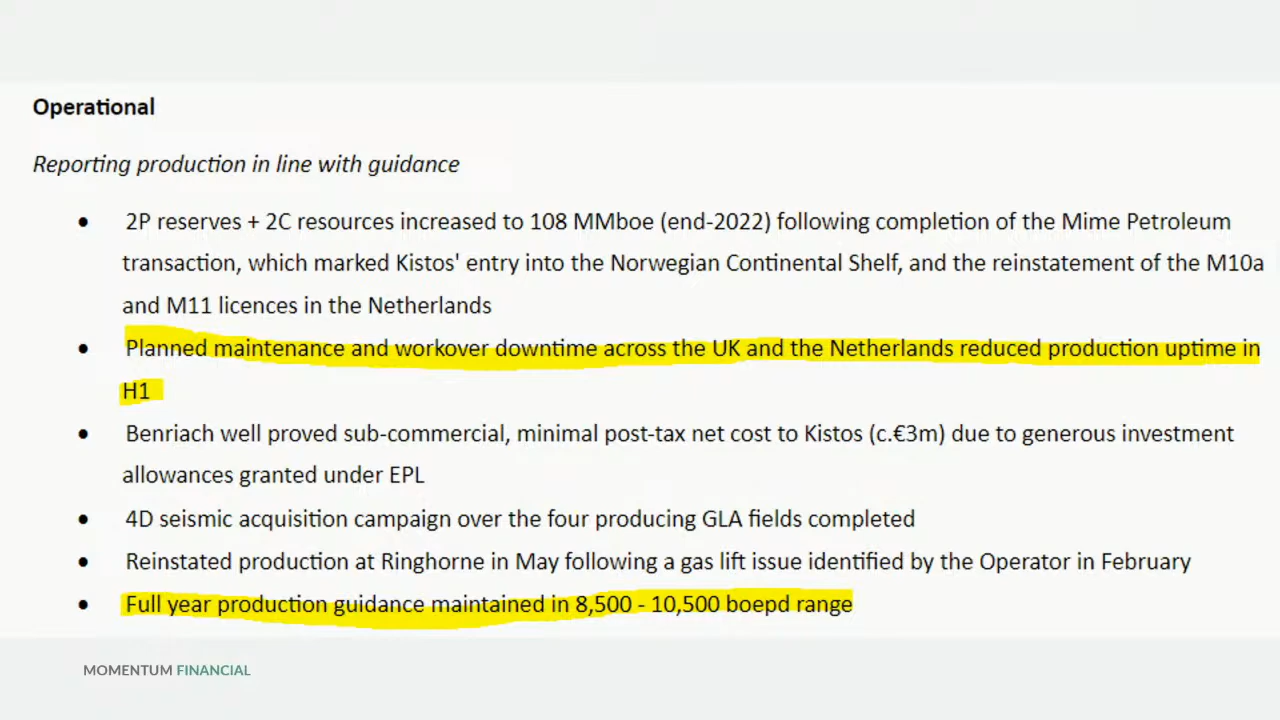 Operational
Reporting production in line with guidance
● 2P reserves + 2C resources increased to 108 MMboe (end-2022) following completion of the Mime Petroleum
transaction, which marked Kistos' entry into the Norwegian Continental Shelf, and the reinstatement of the M10a
and M11 licences in the Netherlands
● Planned maintenance and workover downtime across the UK and the Netherlands reduced production uptime in
H1
● Benriach well proved sub-commercial, minimal post-tax net cost to Kistos (c.€3m) due to generous investment
allowances granted under EPL
● 4D seismic acquisition campaign over the four producing GLA fields completed
● Reinstated production at Ringhorne in May following a gas lift issue identified by the Operator in February
● Full year production guidance maintained in 8,500 - 10,500 boepd range
MOMENTUM FINANCIAL